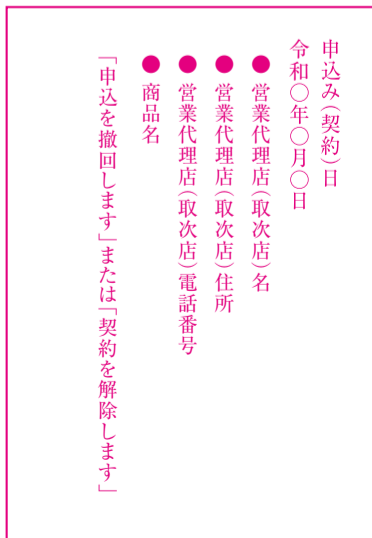 申込み(契約)日
令和〇年〇月〇日
●営業代理店(取次店)名
●営業代理店(取次店)住所
●営業代理店(取次店)電話番号
●商品名
「申込を撤回します」または「契約を解除します」